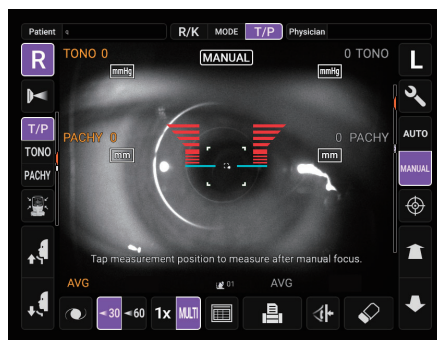 Patient R/K MODE T/P Physician
R TONO 0 MANUAL 0 TONO L
mmHg mmHg
T/P AUTO
PACHY 0 0 PACHY
TONO
mm mm
PACHY MANUAL
Tap measurement position to measure after manual focus.
AVG 01 AVG
30 60 1x MULTI